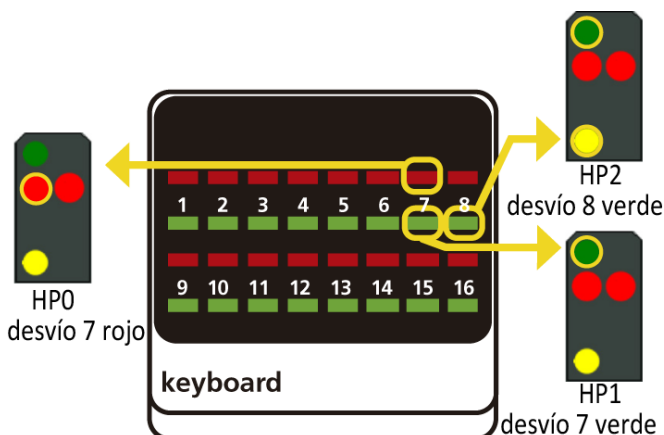 HP2
desvío 8 verde
1 2 3 4 5 6 7 8
HP0
desvío 7 rojo
9 10 11 12 13 14 15 16
keyboard
HP1
desvío 7 verde